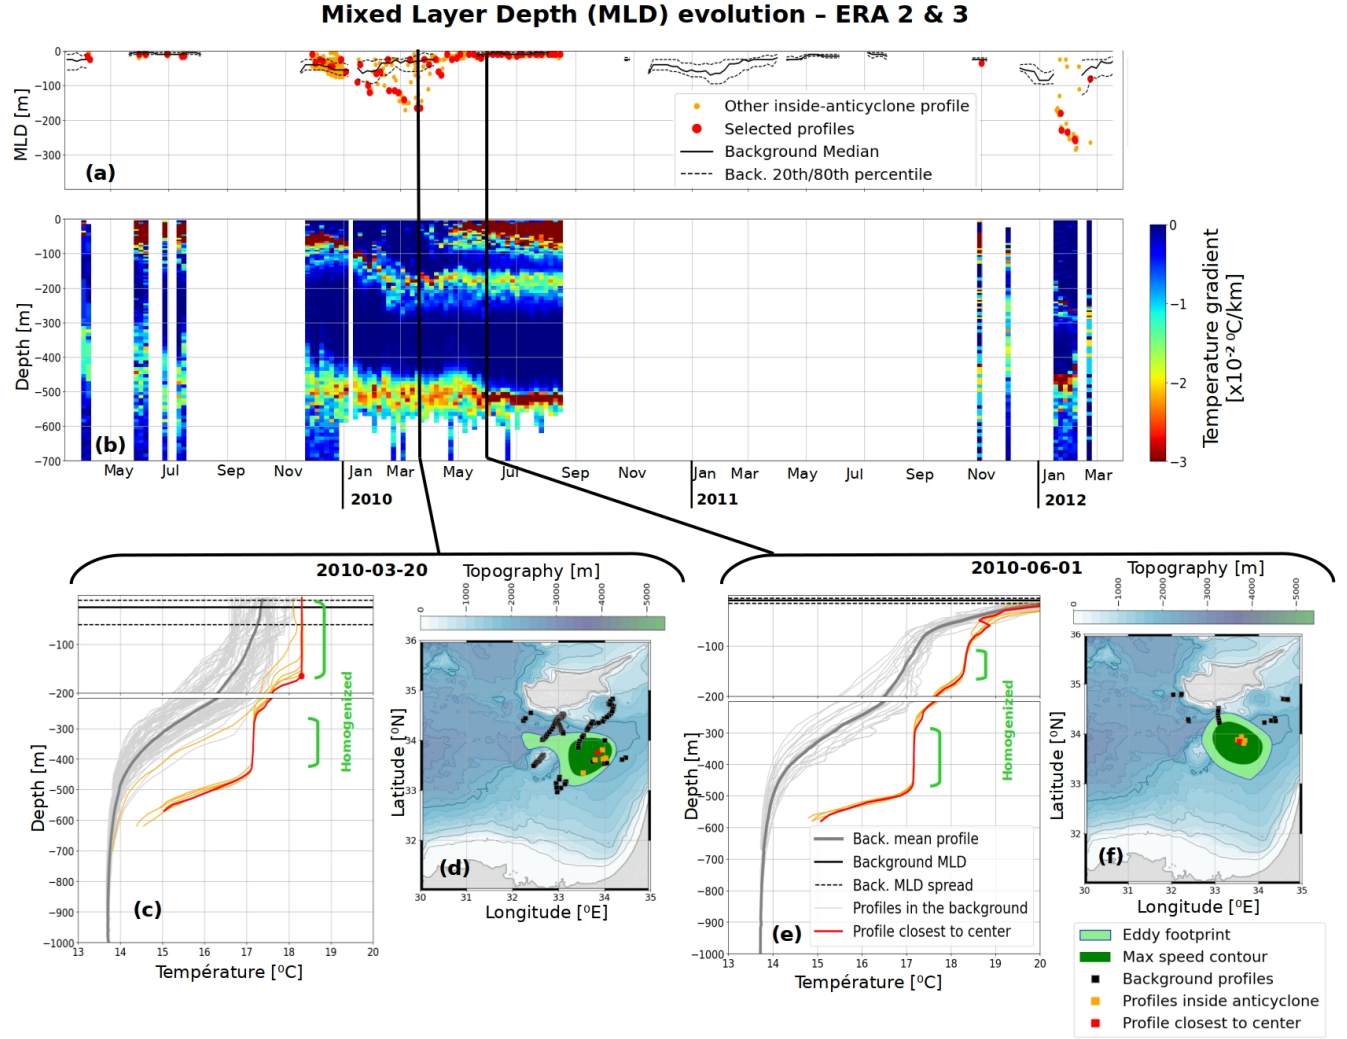 Mixed Layer Depth (MLD) evolution – ERA 2 & 3
MLD [m]
0
−100
−200
−300
(a)
Other inside-anticyclone profile
Selected profiles
Background Median
Back. 20th/80th percentile
Depth [m]
0
−100
−200
−300
−400
−500
−600
−700
(b)
May Jul Sep Nov Jan Mar May Jul Sep Nov Jan Mar May Jul Sep Nov Jan Mar
2010 2011 2012
0
−1
−2
−3
Temperature gradient
[x10⁻² ⁰C/km]
2010-03-20
Topography [m]
0 −1000 −2000 −3000 −4000 −5000
Depth [m]
−100
−200
−300
−400
−500
−600
−700
−800
−900
−1000
13 14 15 16 17 18 19 20
Température [⁰C]
Homogenized
(c)
Latitude [⁰N]
36
35
34
33
32
31
30 31 32 33 34 35
Longitude [⁰E]
(d)
2010-06-01
Topography [m]
0 −1000 −2000 −3000 −4000 −5000
Depth [m]
−100
−200
−300
−400
−500
−600
−700
−800
−900
−1000
13 14 15 16 17 18 19 20
Température [⁰C]
Homogenized
Back. mean profile
Background MLD
Back. MLD spread
Profiles in the background
Profile closest to center
(e)
Latitude [⁰N]
36
35
34
33
32
31
30 31 32 33 34 35
Longitude [⁰E]
(f)
Eddy footprint
Max speed contour
Background profiles
Profiles inside anticyclone
Profile closest to center